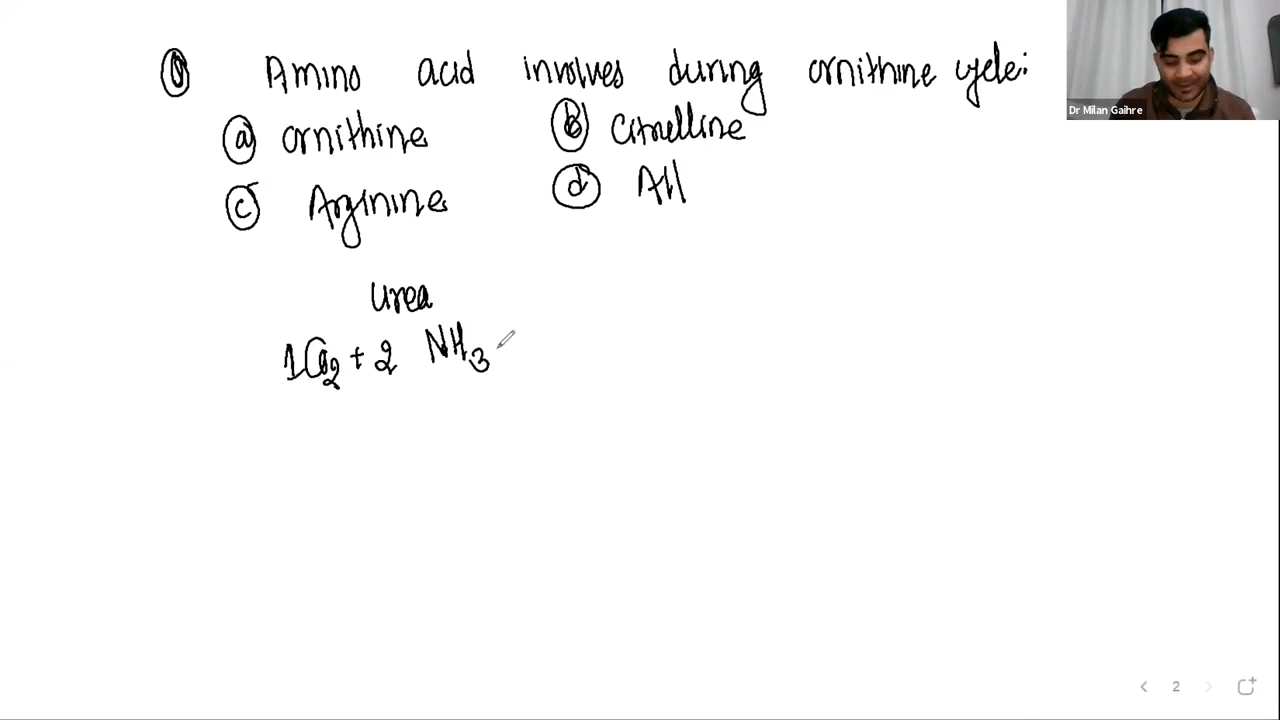 Q Amino acid involves during ornithine cycle:
a ornithine b Citrulline
c Arginine d All
Urea
1CO2 + 2 NH3
Dr Milan Gaihre
2